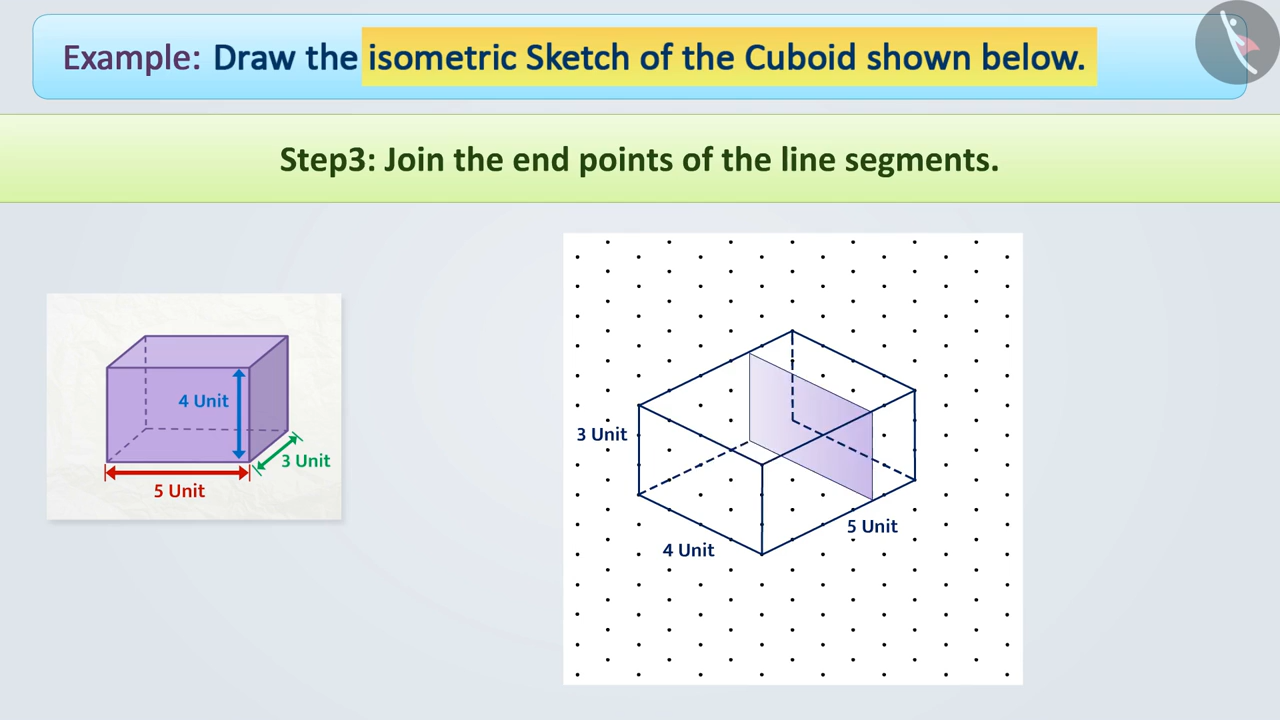 Example: Draw the isometric Sketch of the Cuboid shown below.
Step3: Join the end points of the line segments.
4 Unit
3 Unit
5 Unit
3 Unit
4 Unit
5 Unit